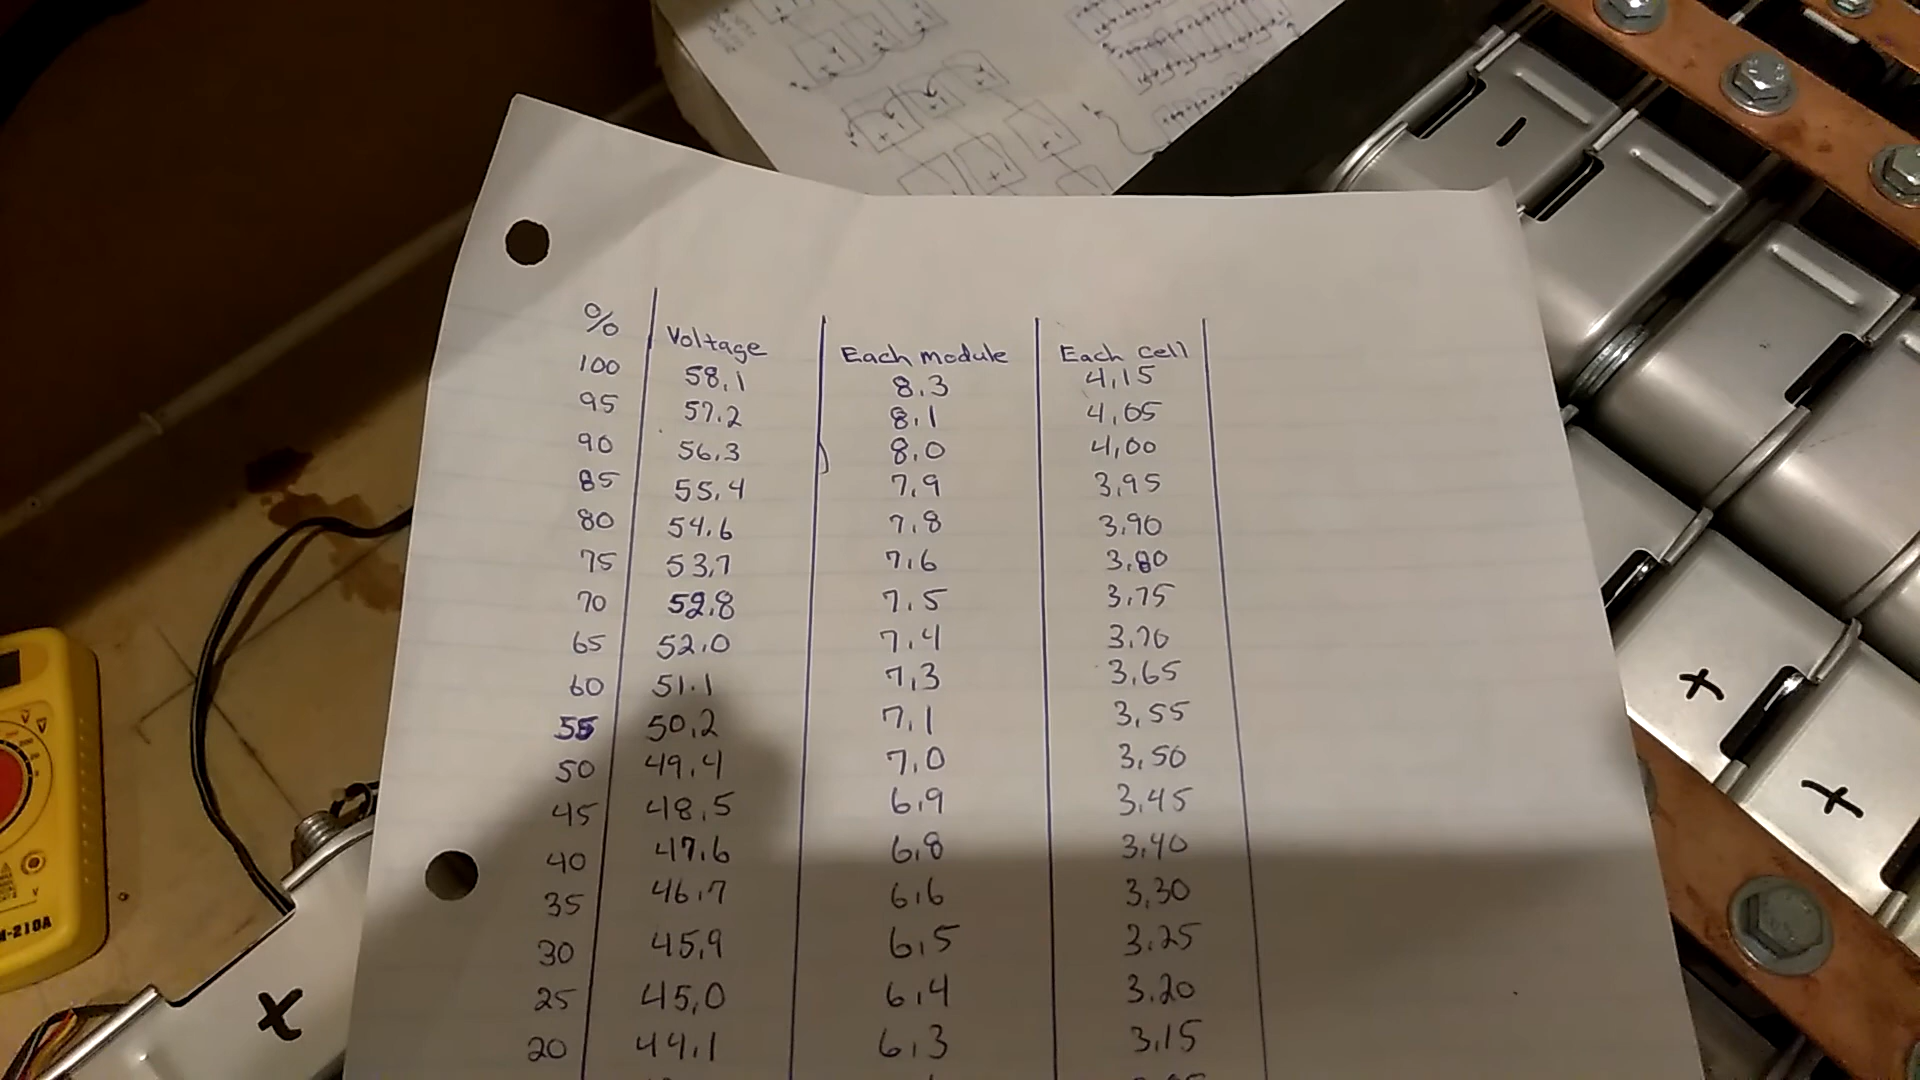 % Voltage Each module Each cell
100 58.1 8.3 4.15
95 57.2 8.1 4.05
90 56.3 8.0 4.00
85 55.4 7.9 3.95
80 54.6 7.8 3.90
75 53.7 7.6 3.80
70 52.8 7.5 3.75
65 52.0 7.4 3.70
60 51.1 7.3 3.65
55 50.2 7.1 3.55
50 49.4 7.0 3.50
45 48.5 6.9 3.45
40 47.6 6.8 3.40
35 46.7 6.6 3.30
30 45.9 6.5 3.25
25 45.0 6.4 3.20
20 44.1 6.3 3.15
-210A
x
-
+
+